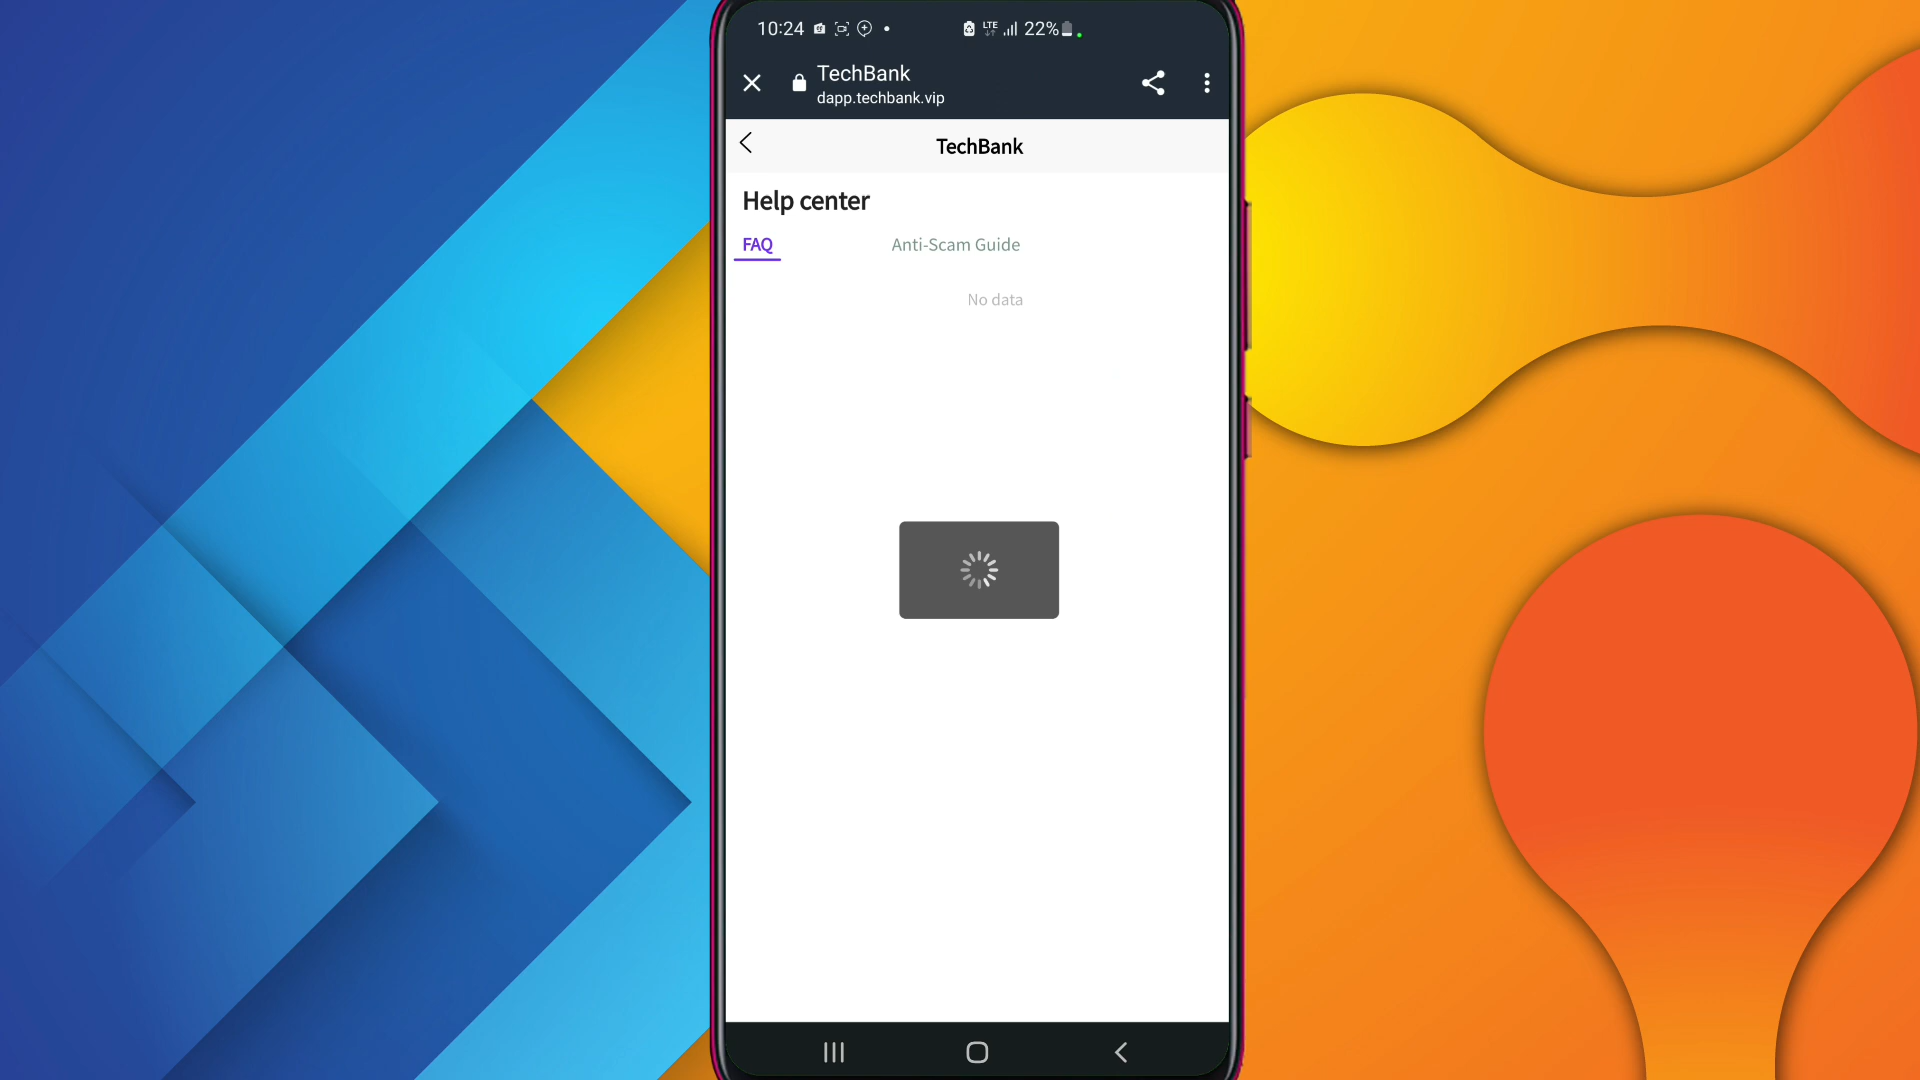 10:24 LTE 22%
TechBank
dapp.techbank.vip
TechBank
Help center
FAQ Anti-Scam Guide
No data